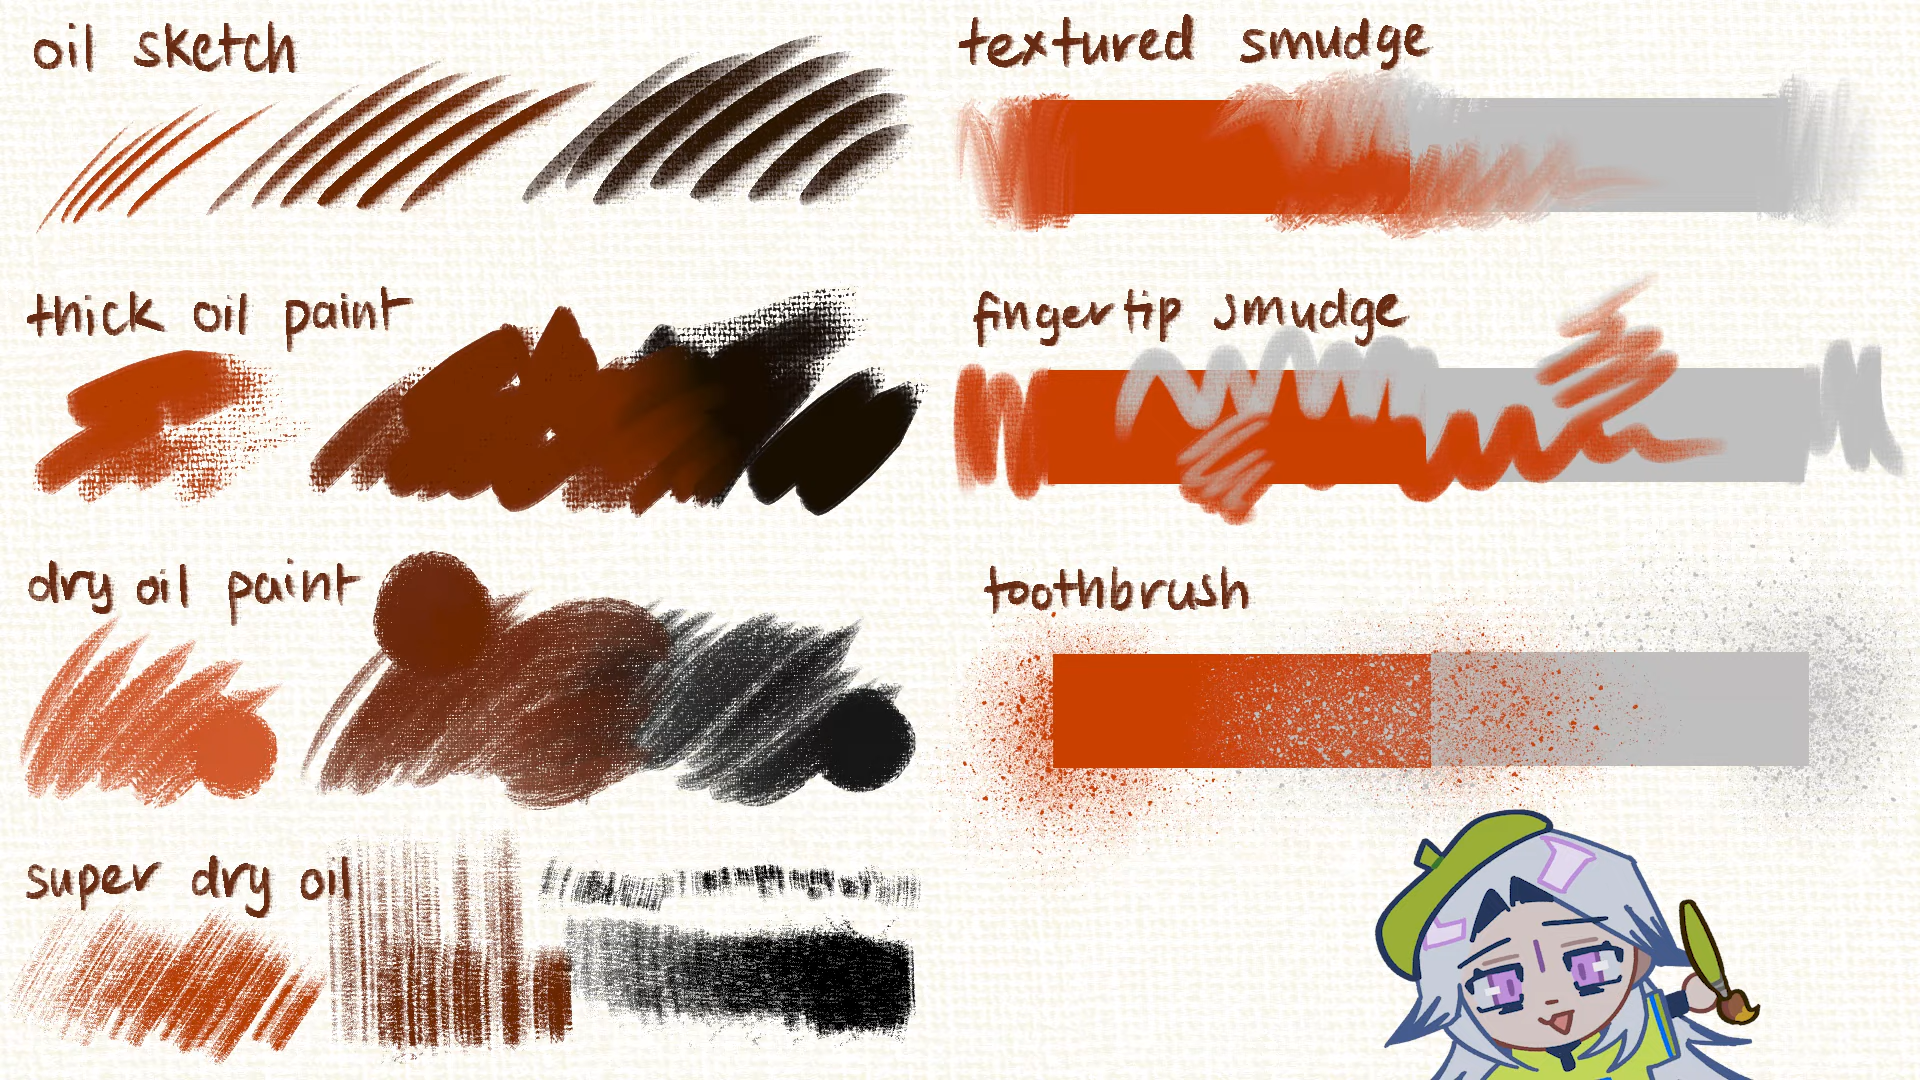 oil sketch
thick oil paint
dry oil paint
super dry oil
textured smudge
fingertip smudge
toothbrush